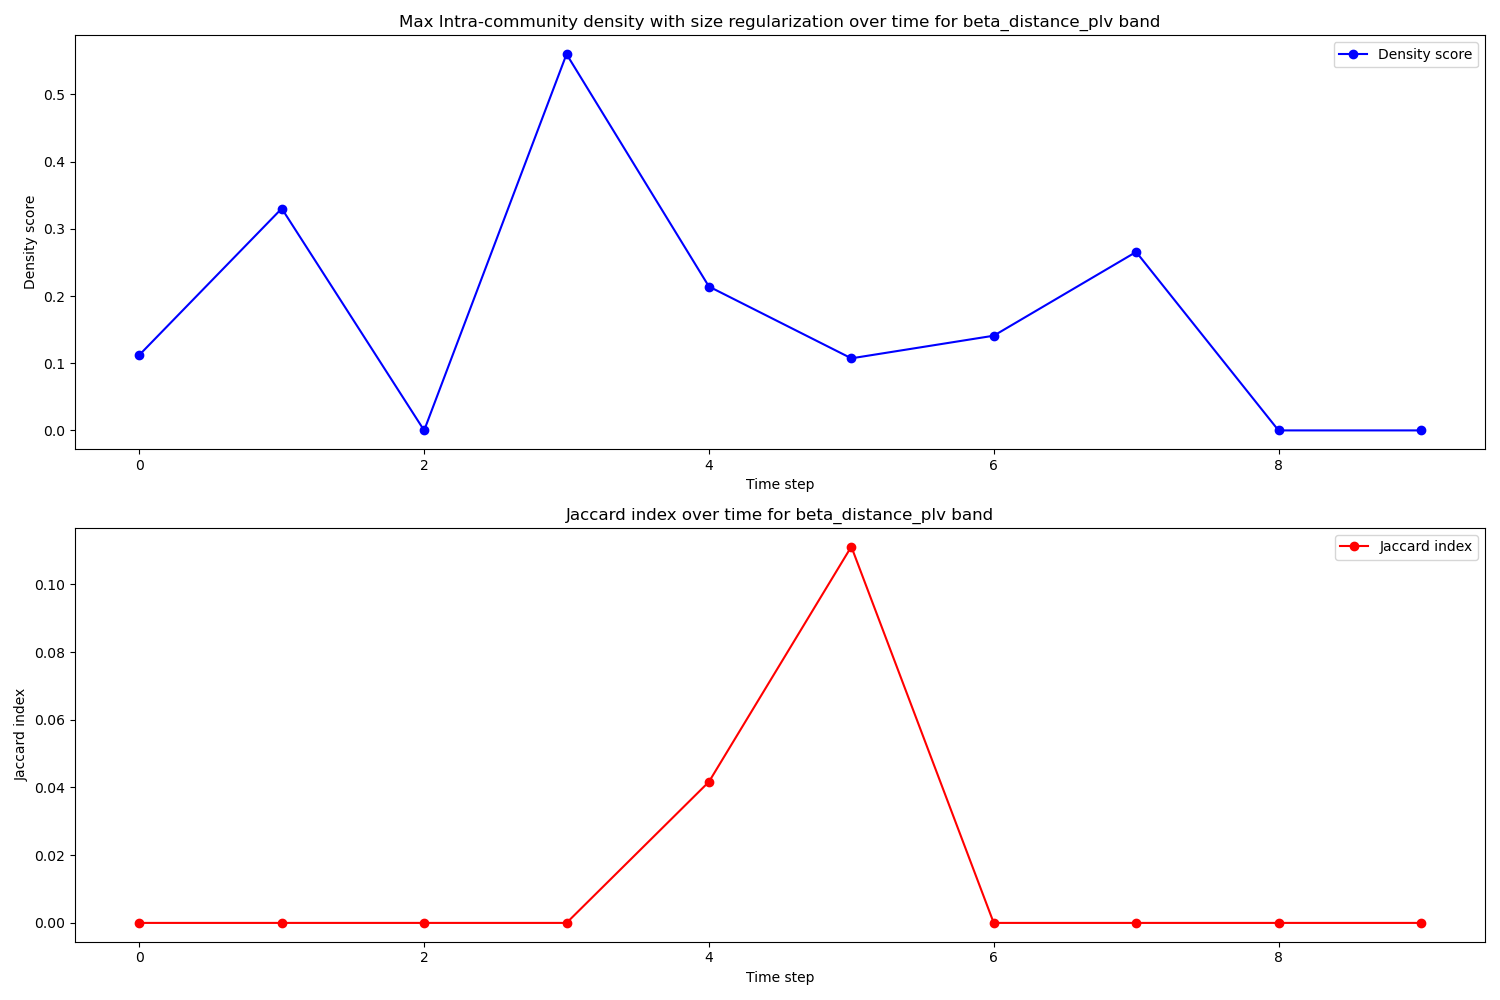 Max Intra-community density with size regularization over time for beta_distance_plv band
Density score
0.5
0.4
0.3
0.2
0.1
0.0
Density score
0 2 4 6 8
Time step
Jaccard index over time for beta_distance_plv band
Jaccard index
0.10
0.08
0.06
0.04
0.02
0.00
Jaccard index
0 2 4 6 8
Time step